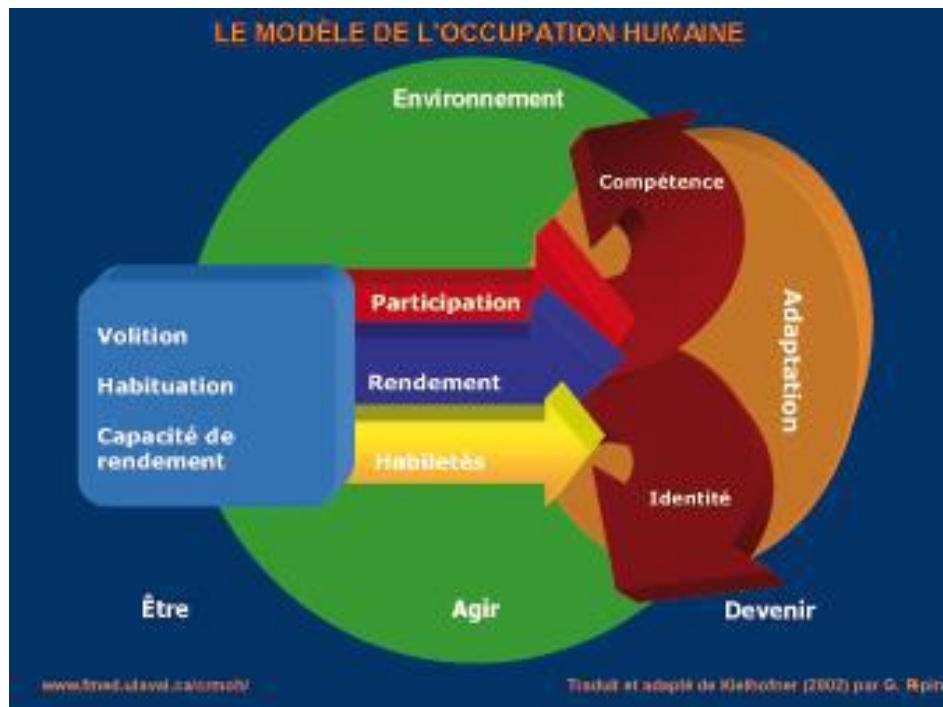 LE MODÈLE DE L'OCCUPATION HUMAINE
Environnement
Compétence
Participation
Volition
Rendement
Habituation
Adaptation
Capacité de
rendement
Habiletés
Identité
Être
Agir
Devenir
www.fmed.ulaval.ca/crmoh/
Traduit et adapté de Kielhofner (2002) par G.